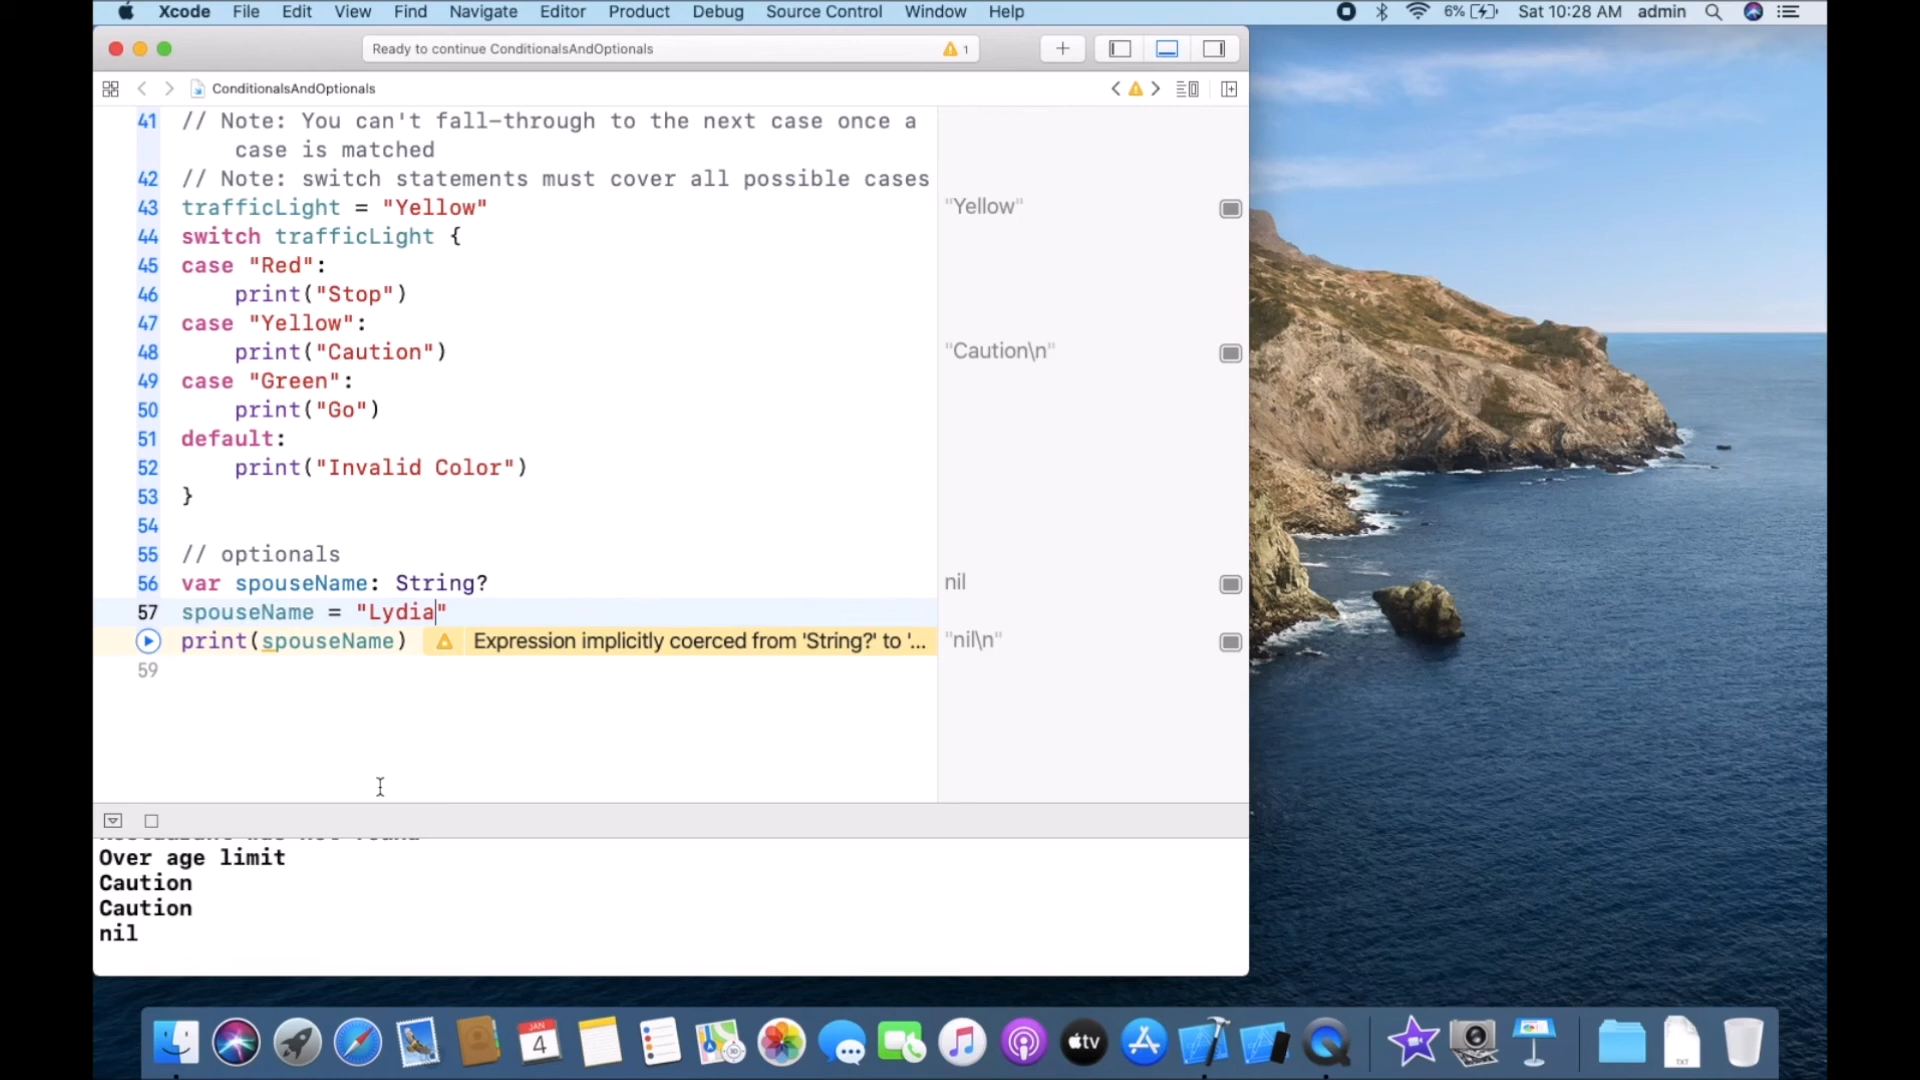 Xcode File Edit View Find Navigate Editor Product Debug Source Control Window Help 6% Sat 10:28 AM admin
Ready to continue ConditionalsAndOptionals 1
ConditionalsAndOptionals
41 // Note: You can't fall-through to the next case once a
case is matched
42 // Note: switch statements must cover all possible cases
43 trafficLight = "Yellow" "Yellow"
44 switch trafficLight {
45 case "Red":
46 print("Stop")
47 case "Yellow":
48 print("Caution") "Caution\n"
49 case "Green":
50 print("Go")
51 default:
52 print("Invalid Color")
53 }
54
55 // optionals
56 var spouseName: String? nil
57 spouseName = "Lydia"
print(spouseName) Expression implicitly coerced from 'String?' to '... "nil\n"
59
Over age limit
Caution
Caution
nil
JAN
4
tv
TXT